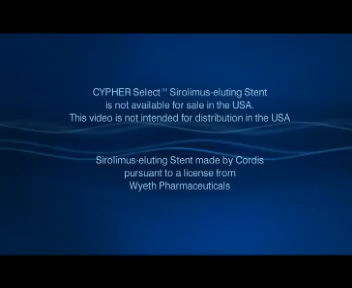 CYPHER Select™ Sirolimus-eluting Stent
is not available for sale in the USA.
This video is not intended for distribution in the USA
Sirolimus-eluting Stent made by Cordis
pursuant to a license from
Wyeth Pharmaceuticals